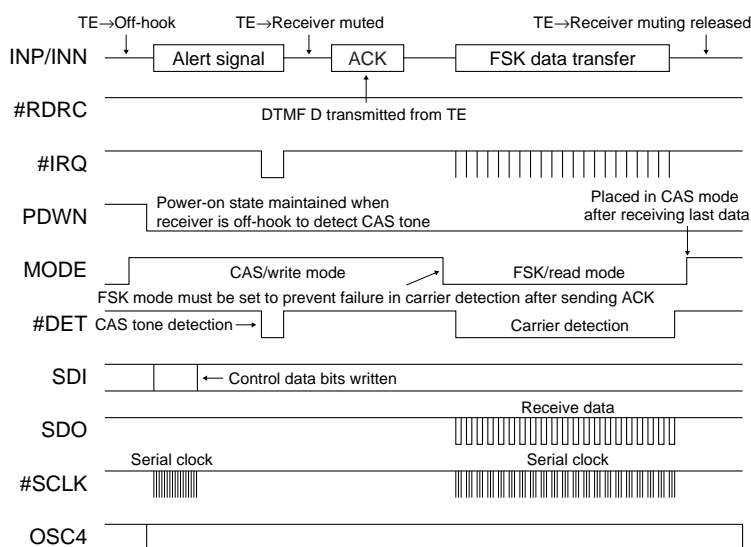 TE→Off-hook
TE→Receiver muted
TE→Receiver muting released
INP/INN
Alert signal
ACK
FSK data transfer
#RDRC
DTMF D transmitted from TE
#IRQ
PDWN
Power-on state maintained when
receiver is off-hook to detect CAS tone
Placed in CAS mode
after receiving last data
MODE
CAS/write mode
FSK/read mode
FSK mode must be set to prevent failure in carrier detection after sending ACK
#DET
CAS tone detection→
Carrier detection
SDI
← Control data bits written
SDO
Receive data
#SCLK
Serial clock
Serial clock
OSC4